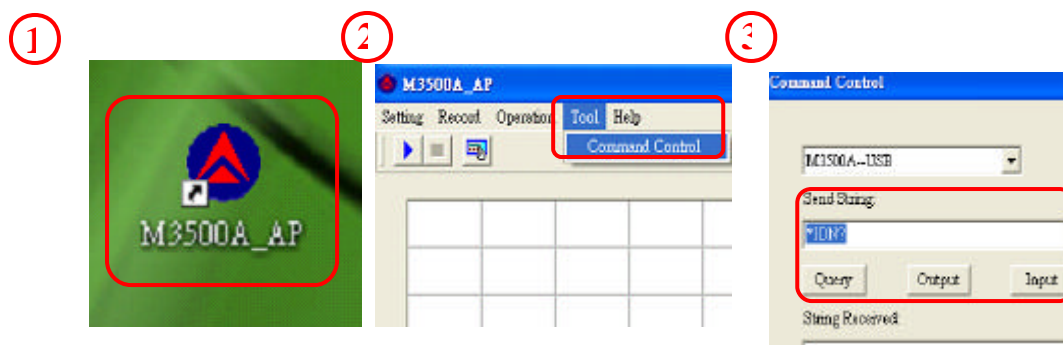 1
2
3
M3500A_AP
M3500A_AP
Setting Record Operation Tool Help
Command Control
Command Control
M3500A--USB
Send String:
*IDN?
Query Output Input
String Received: